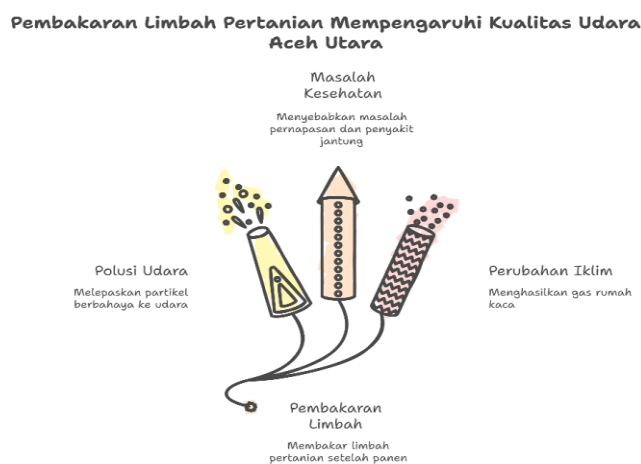 Pembakaran Limbah Pertanian Mempengaruhi Kualitas Udara
Aceh Utara
Masalah
Kesehatan
Menyebabkan masalah
pernapasan dan penyakit
jantung
Polusi Udara
Melepaskan partikel
berbahaya ke udara
Perubahan Iklim
Menghasilkan gas rumah
kaca
Pembakaran
Limbah
Membakar limbah
pertanian setelah panen